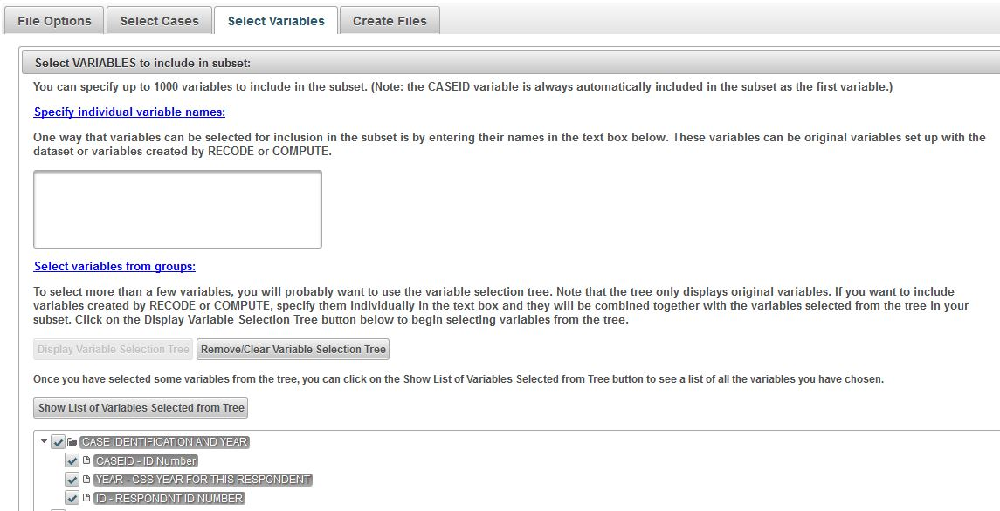 File Options
Select Cases
Select Variables
Create Files
Select VARIABLES to include in subset:
You can specify up to 1000 variables to include in the subset. (Note: the CASEID variable is always automatically included in the subset as the first variable.)
Specify individual variable names:
One way that variables can be selected for inclusion in the subset is by entering their names in the text box below. These variables can be original variables set up with the
dataset or variables created by RECODE or COMPUTE.
Select variables from groups:
To select more than a few variables, you will probably want to use the variable selection tree. Note that the tree only displays original variables. If you want to include
variables created by RECODE or COMPUTE, specify them individually in the text box and they will be combined together with the variables selected from the tree in your
subset. Click on the Display Variable Selection Tree button below to begin selecting variables from the tree.
Display Variable Selection Tree
Remove/Clear Variable Selection Tree
Once you have selected some variables from the tree, you can click on the Show List of Variables Selected from Tree button to see a list of all the variables you have chosen.
Show List of Variables Selected from Tree
CASE IDENTIFICATION AND YEAR
CASEID - ID Number
YEAR - GSS YEAR FOR THIS RESPONDENT
ID - RESPONDNT ID NUMBER